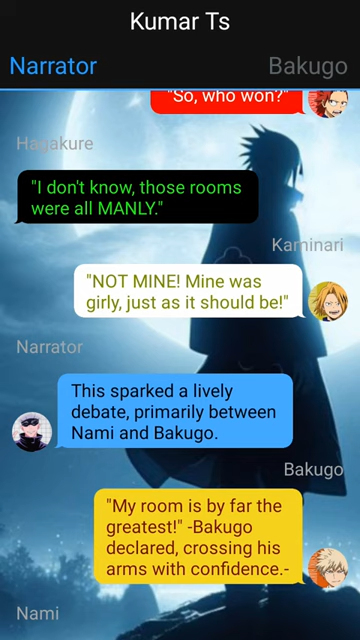 Kumar Ts
Narrator
Bakugo
"So, who won?"
Hagakure
"I don't know, those rooms
were all MANLY."
Kaminari
"NOT MINE! Mine was
girly, just as it should be!"
Narrator
This sparked a lively
debate, primarily between
Nami and Bakugo.
Bakugo
"My room is by far the
greatest!" -Bakugo
declared, crossing his
arms with confidence.-
Nami